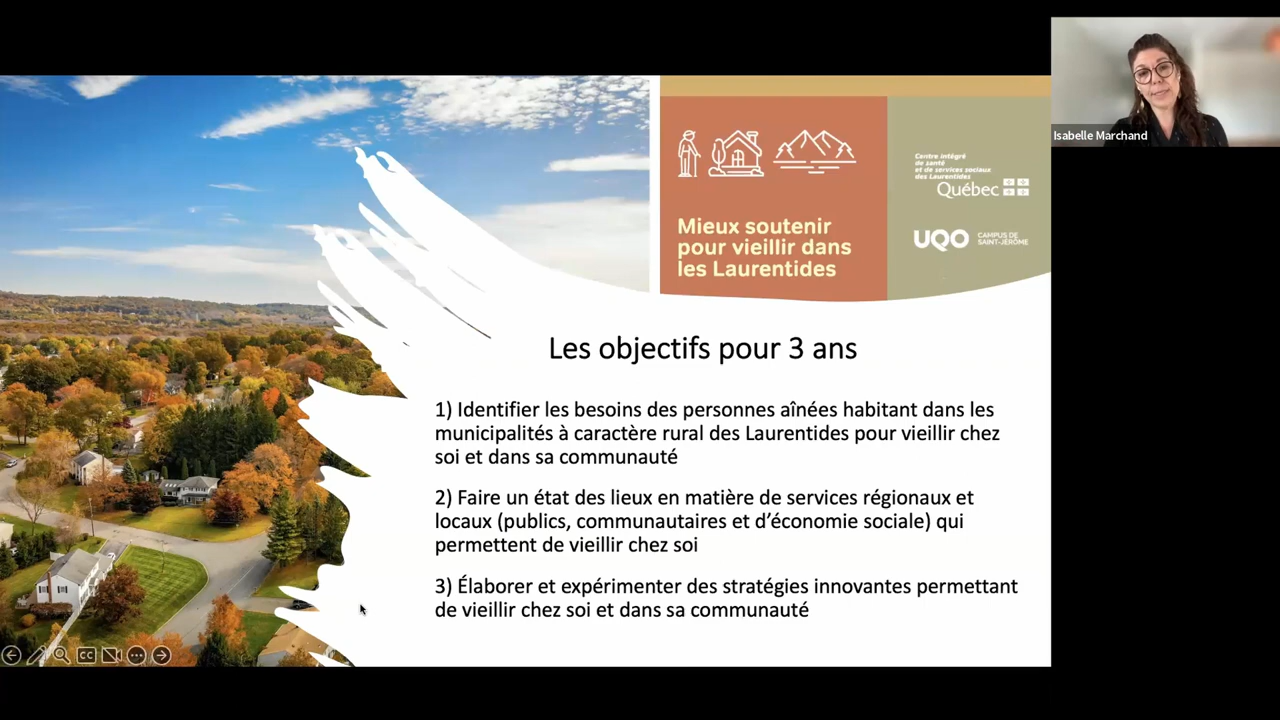 Isabelle Marchand
Centre intégré
de santé
et de services sociaux
des Laurentides
Québec
Mieux soutenir
pour vieillir dans
les Laurentides
UQO
CAMPUS DE
SAINT-JÉRÔME
Les objectifs pour 3 ans
1) Identifier les besoins des personnes aînées habitant dans les
municipalités à caractère rural des Laurentides pour vieillir chez
soi et dans sa communauté
2) Faire un état des lieux en matière de services régionaux et
locaux (publics, communautaires et d’économie sociale) qui
permettent de vieillir chez soi
3) Élaborer et expérimenter des stratégies innovantes permettant
de vieillir chez soi et dans sa communauté
CC